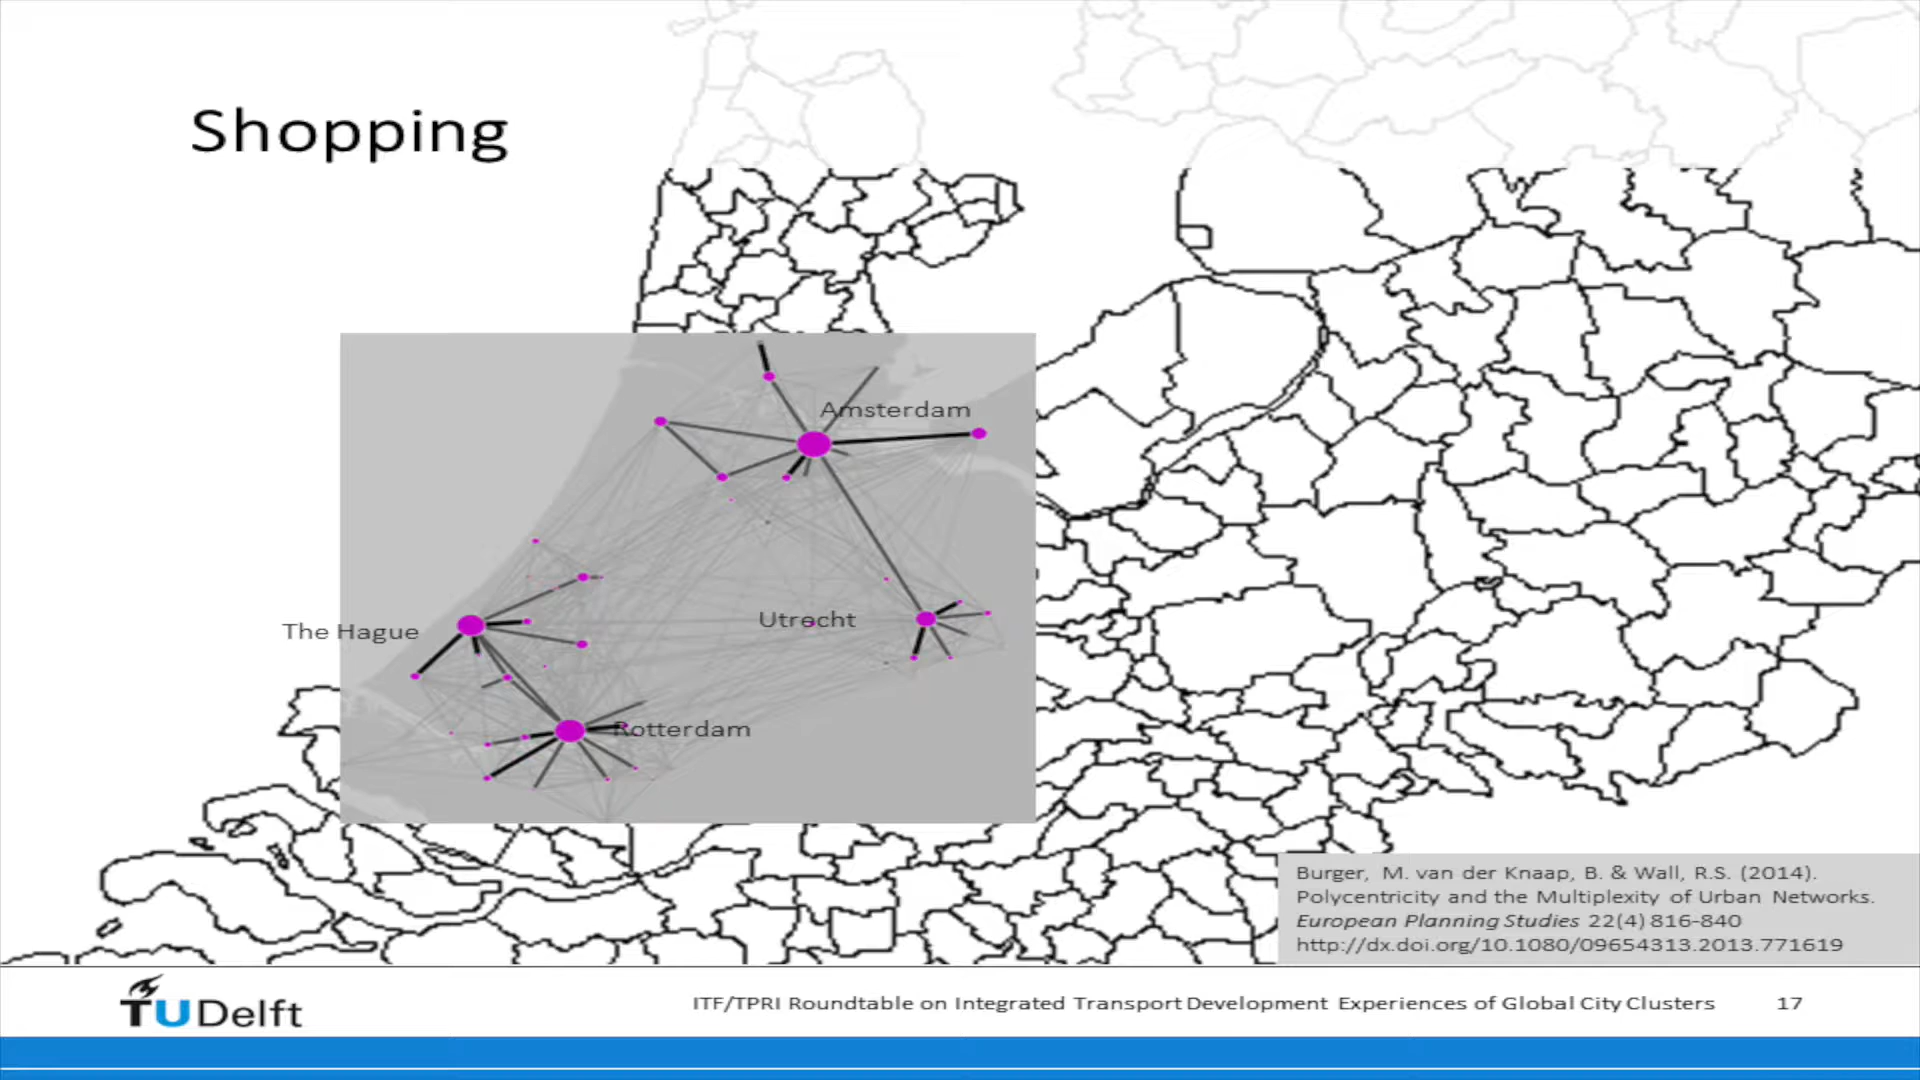 Shopping
Amsterdam
The Hague
Utrecht
Rotterdam
Burger, M. van der Knaap, B. & Wall, R.S. (2014).
Polycentricity and the Multiplexity of Urban Networks.
European Planning Studies 22(4) 816-840
http://dx.doi.org/10.1080/09654313.2013.771619
TU Delft
ITF/TPRI Roundtable on Integrated Transport Development Experiences of Global City Clusters
17